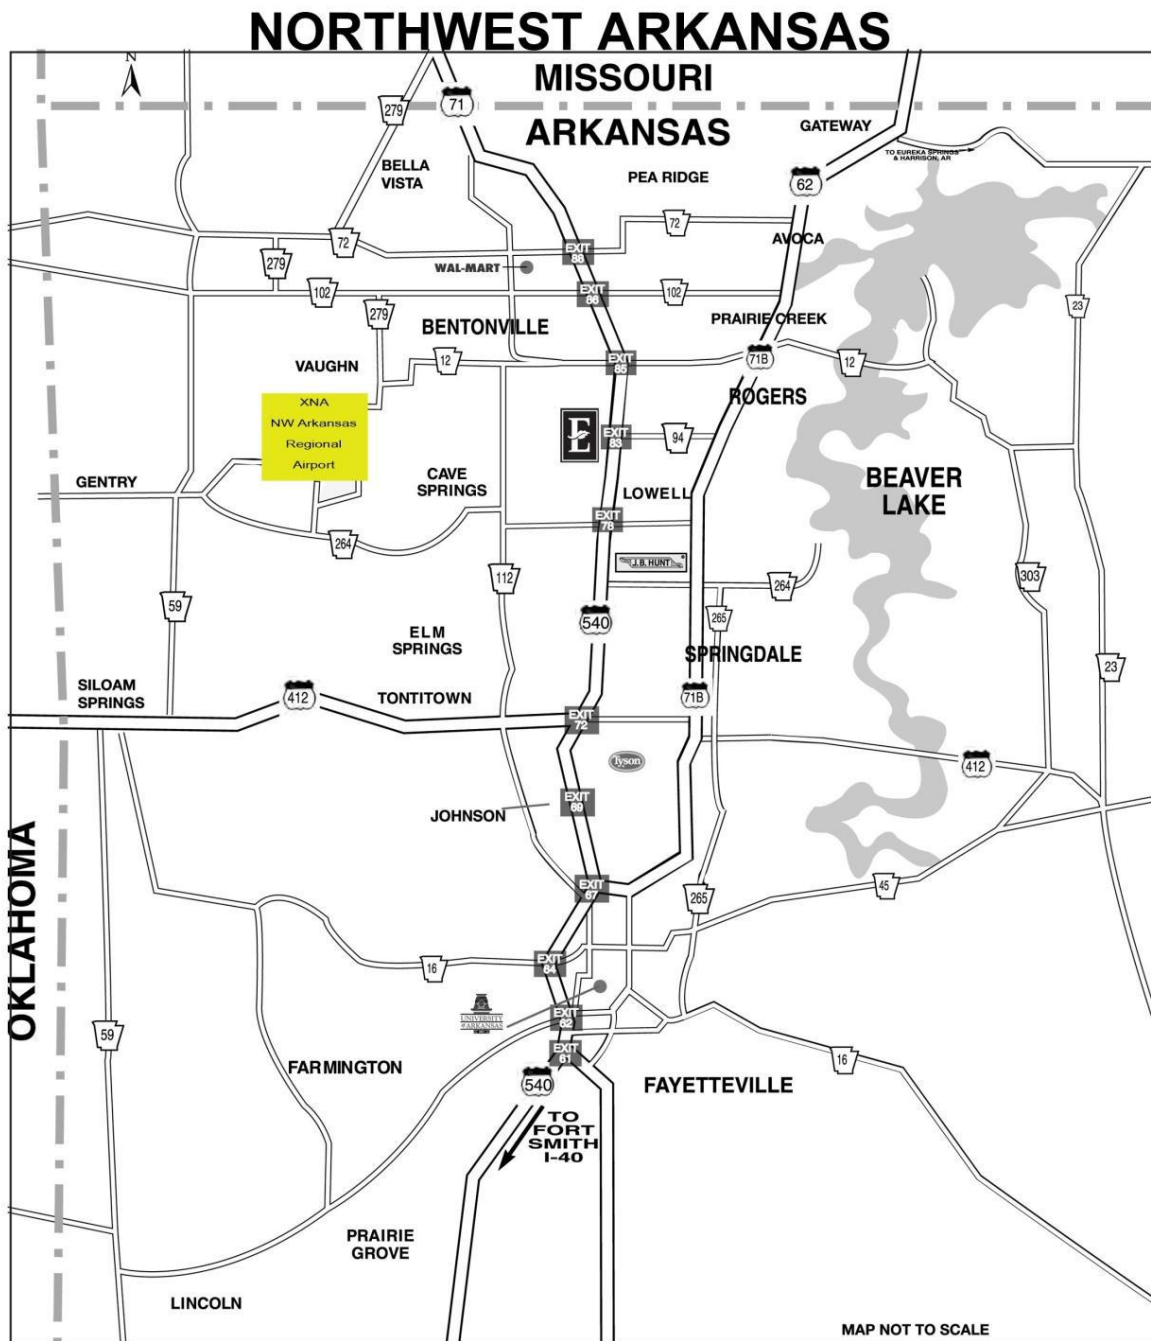 NORTHWEST ARKANSAS
N
MISSOURI
279
71
ARKANSAS
GATEWAY
TO EUREKA SPRINGS
& HARRISON, AR
BELLA
VISTA
PEA RIDGE
62
72
72
AVOCA
EXIT
88
279
WAL-MART
102
EXIT
86
102
23
279
BENTONVILLE
PRAIRIE CREEK
VAUGHN
12
EXIT
85
71B
12
ROGERS
XNA
NW Arkansas
Regional
Airport
E
EXIT
83
94
GENTRY
CAVE
SPRINGS
LOWELL
BEAVER
LAKE
EXIT
78
264
J.B. HUNT
112
264
303
59
265
540
ELM
SPRINGS
SPRINGDALE
23
SILOAM
SPRINGS
412
TONTITOWN
71B
EXIT
72
Tyson
412
EXIT
69
JOHNSON
OKLAHOMA
EXIT
67
45
265
16
EXIT
64
UNIVERSITY
of ARKANSAS
EXIT
62
59
EXIT
61
16
FARMINGTON
540
FAYETTEVILLE
TO
FORT
SMITH
I-40
PRAIRIE
GROVE
LINCOLN
MAP NOT TO SCALE